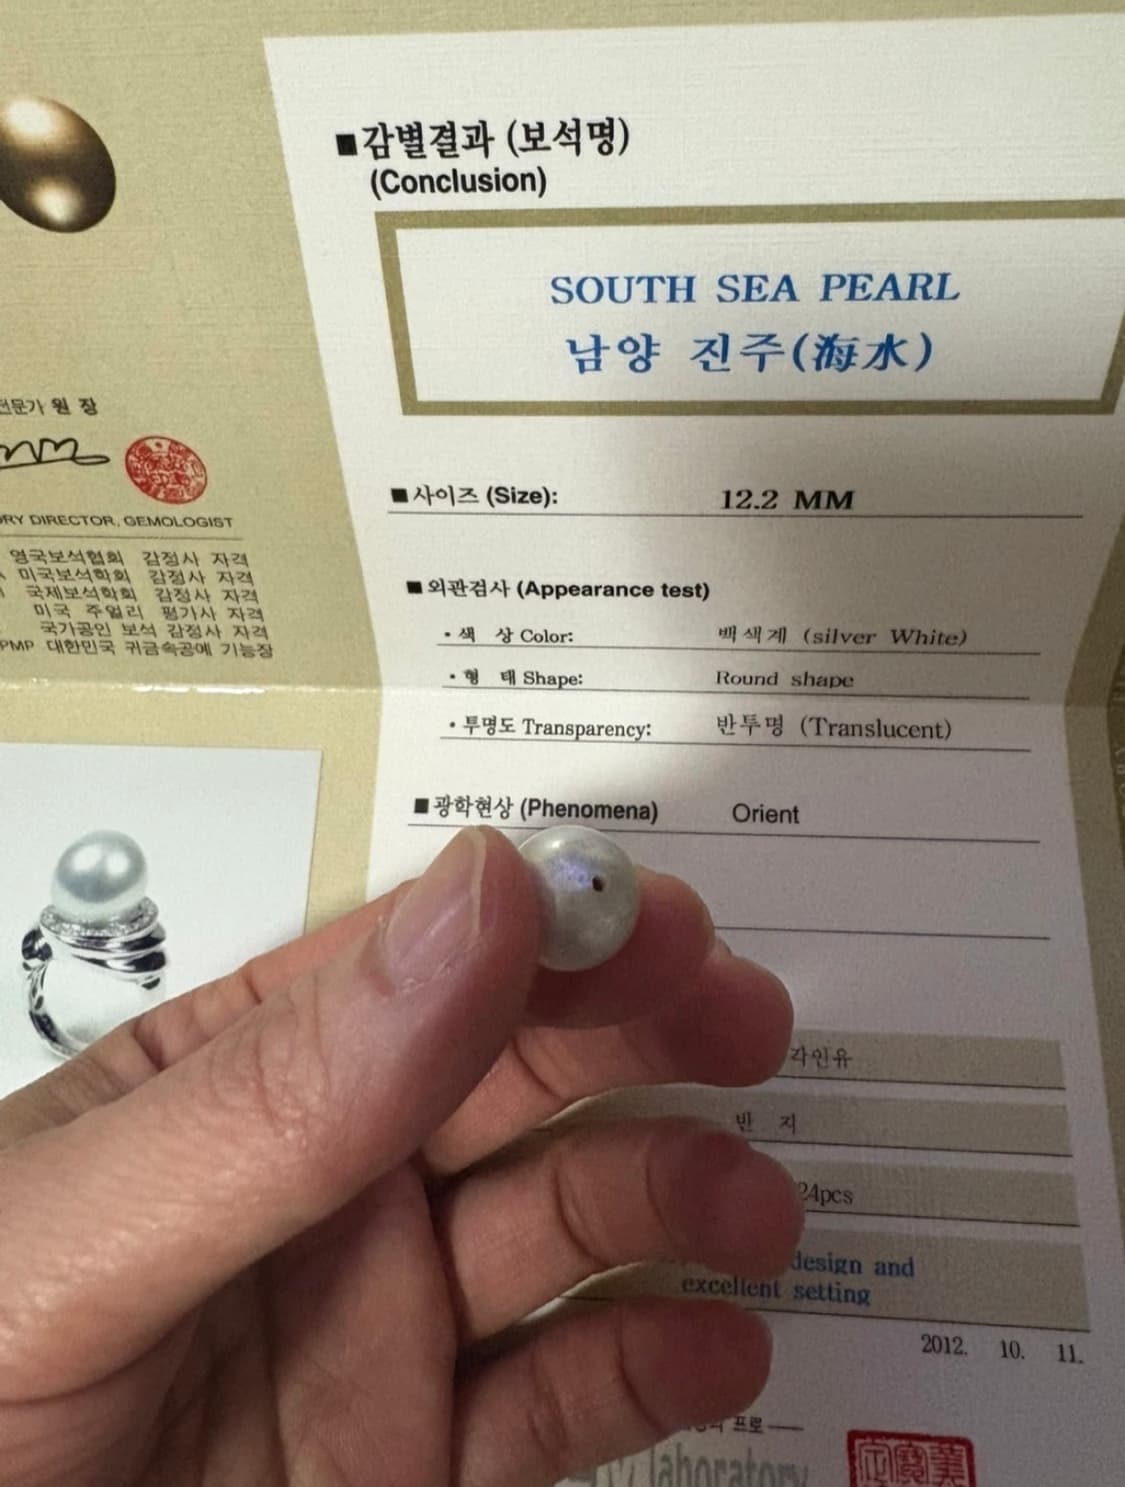 ■감별결과 (보석명)
(Conclusion)
SOUTH SEA PEARL
남양 진주(海水)
■사이즈 (Size): 12.2 MM
■외관검사 (Appearance test)
• 색 상 Color: 백색계 (silver White)
• 형 태 Shape: Round shape
• 투명도 Transparency: 반투명 (Translucent)
■광학현상 (Phenomena) Orient
각인유
반 지
24pcs
design and
excellent setting
2012. 10. 11.
프로
laboratory
전문가 원 장
DIRECTOR, GEMOLOGIST
영국보석협회 감정사 자격
미국보석학회 감정사 자격
국제보석학회 감정사 자격
미국 주얼리 평가사 자격
국가공인 보석 감정사 자격
PMP 대한민국 귀금속공예 기능장